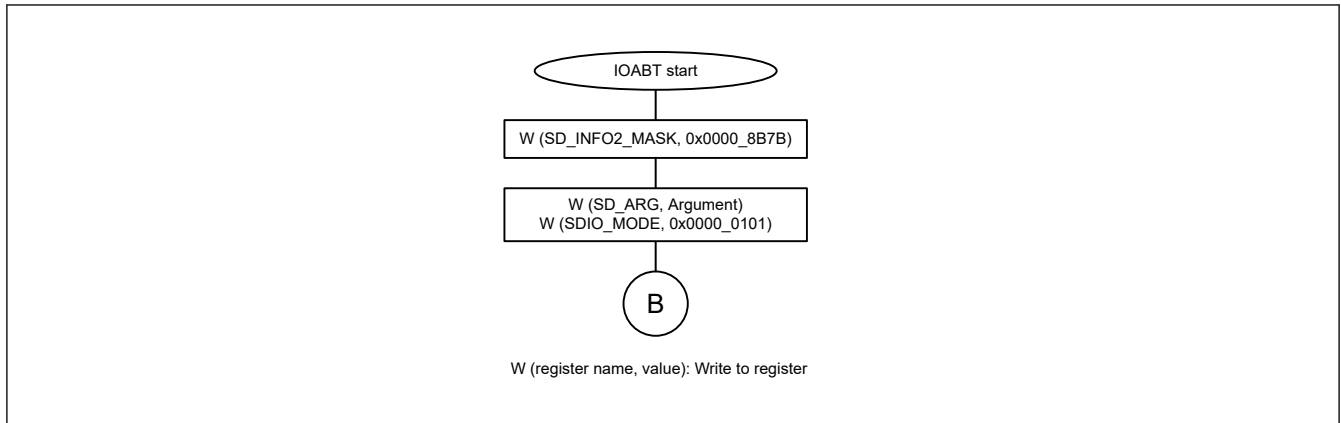 IOABT start
W (SD_INFO2_MASK, 0x0000_8B7B)
W (SD_ARG, Argument)
W (SDIO_MODE, 0x0000_0101)
B
W (register name, value): Write to register